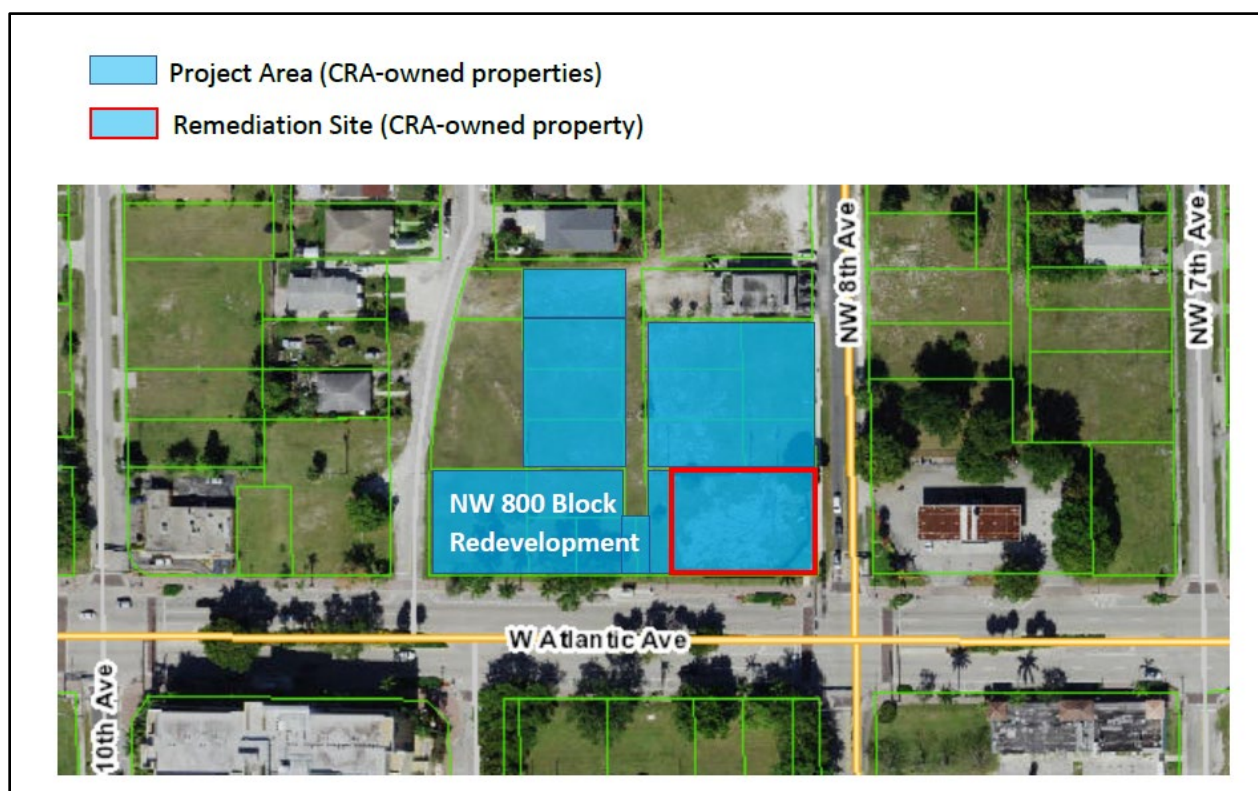 Project Area (CRA-owned properties)
Remediation Site (CRA-owned property)
NW 8th Ave
NW 7th Ave
NW 800 Block
Redevelopment
W Atlantic Ave
10th Ave